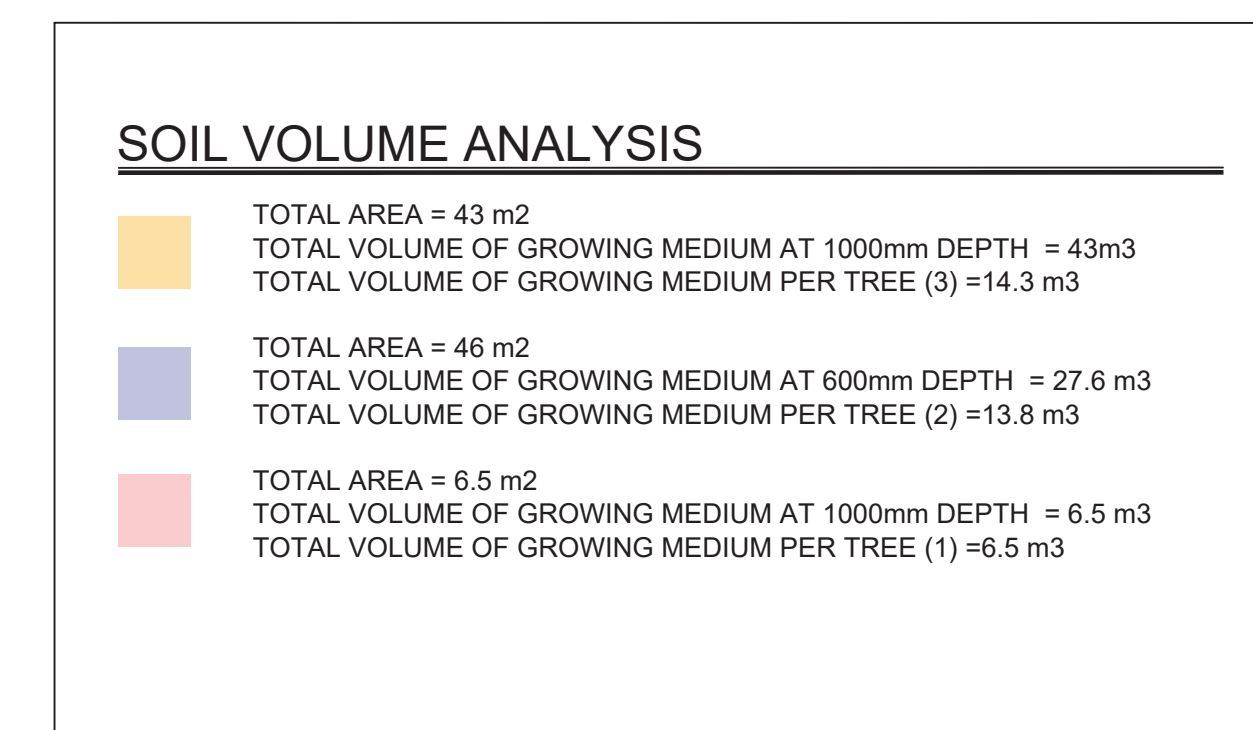 SOIL VOLUME ANALYSIS
TOTAL AREA = 43 m2
TOTAL VOLUME OF GROWING MEDIUM AT 1000mm DEPTH  = 43m3
TOTAL VOLUME OF GROWING MEDIUM PER TREE (3) =14.3 m3
TOTAL AREA = 46 m2
TOTAL VOLUME OF GROWING MEDIUM AT 600mm DEPTH  = 27.6 m3
TOTAL VOLUME OF GROWING MEDIUM PER TREE (2) =13.8 m3
TOTAL AREA = 6.5 m2
TOTAL VOLUME OF GROWING MEDIUM AT 1000mm DEPTH  = 6.5 m3
TOTAL VOLUME OF GROWING MEDIUM PER TREE (1) =6.5 m3